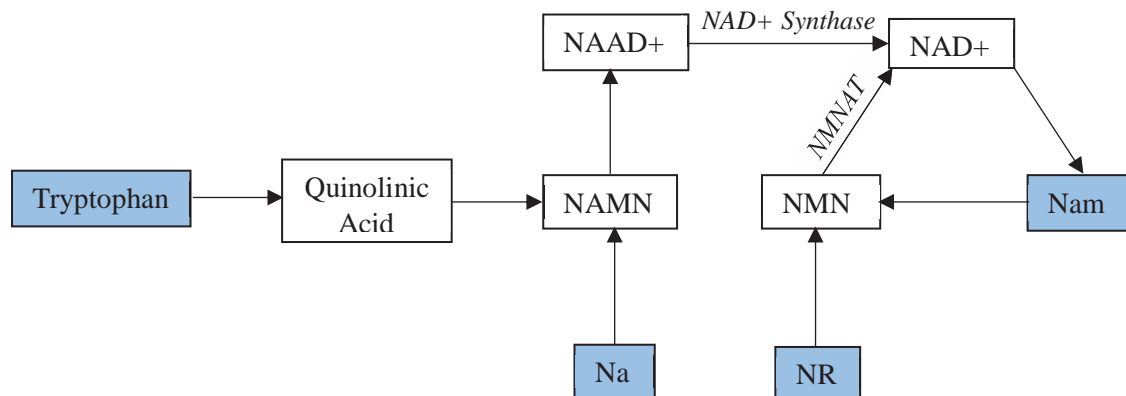 NAD+ Synthase
NAAD+
NAD+
NMNAT
Tryptophan
Quinolinic
Acid
NAMN
NMN
Nam
Na
NR